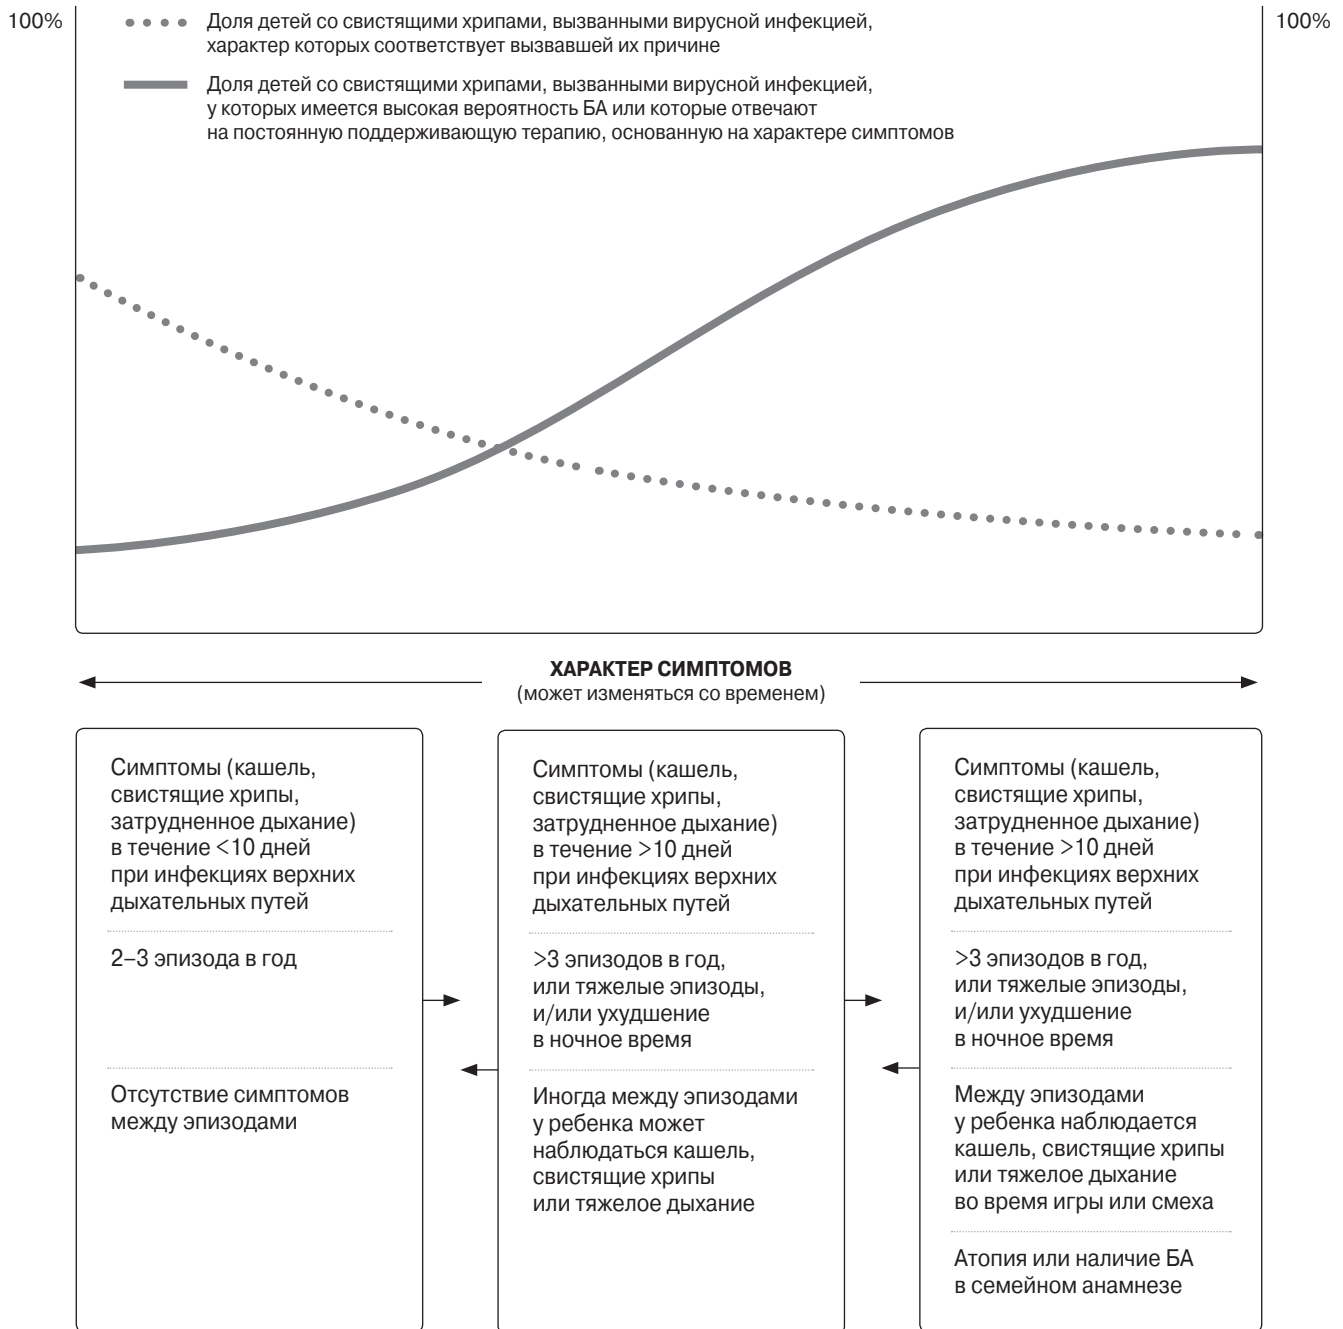 100%
100%
Доля детей со свистящими хрипами, вызванными вирусной инфекцией,
характер которых соответствует вызвавшей их причине
Доля детей со свистящими хрипами, вызванными вирусной инфекцией,
у которых имеется высокая вероятность БА или которые отвечают
на постоянную поддерживающую терапию, основанную на характере симптомов
ХАРАКТЕР СИМПТОМОВ
(может изменяться со временем)
Симптомы (кашель,
свистящие хрипы,
затрудненное дыхание)
в течение <10 дней
при инфекциях верхних
дыхательных путей
2–3 эпизода в год
Отсутствие симптомов
между эпизодами
Симптомы (кашель,
свистящие хрипы,
затрудненное дыхание)
в течение >10 дней
при инфекциях верхних
дыхательных путей
>3 эпизодов в год,
или тяжелые эпизоды,
и/или ухудшение
в ночное время
Иногда между эпизодами
у ребенка может
наблюдаться кашель,
свистящие хрипы
или тяжелое дыхание
Симптомы (кашель,
свистящие хрипы,
затрудненное дыхание)
в течение >10 дней
при инфекциях верхних
дыхательных путей
>3 эпизодов в год,
или тяжелые эпизоды,
и/или ухудшение
в ночное время
Между эпизодами
у ребенка наблюдается
кашель, свистящие хрипы
или тяжелое дыхание
во время игры или смеха
Атопия или наличие БА
в семейном анамнезе